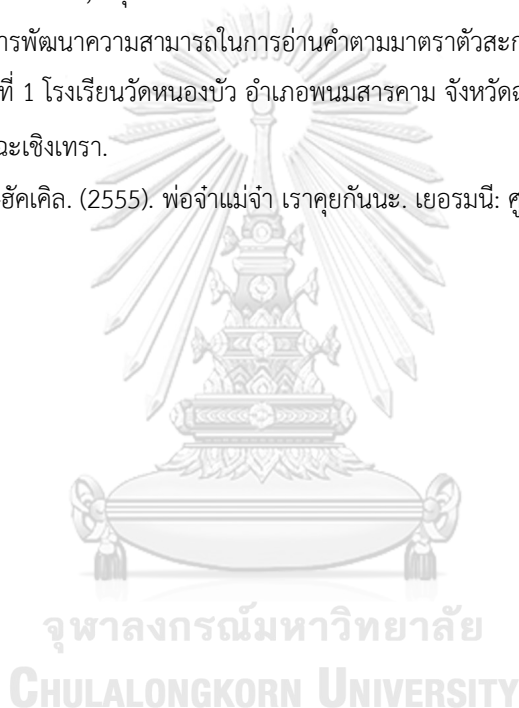 ารพัฒนาความสามารถในการอ่านคำตามมาตราตัวสะก
ที่ 1 โรงเรียนวัดหนองบัว อำเภอพนมสารคาม จังหวัดฉ
ฉะเชิงเทรา.
ฮัคเคิล. (2555). พ่อจ๋าแม่จ๋า เราคุยกันนะ. เยอรมนี: ศู
จุฬาลงกรณ์มหาวิทยาลัย
CHULALONGKORN UNIVERSITY